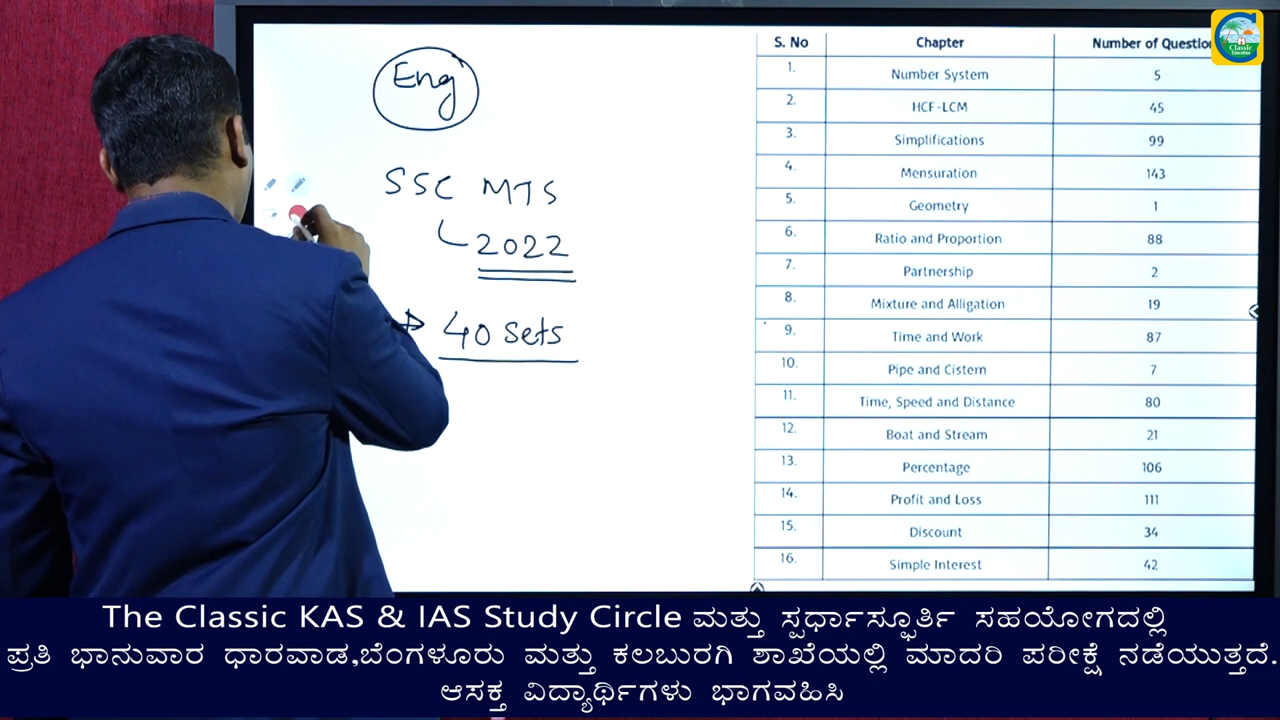 Eng
SSC MTS
2022
40 Sets
S. No Chapter Number of Questio
1. Number System 5
2. HCF-LCM 45
3. Simplifications 99
4. Mensuration 143
5. Geometry 1
6. Ratio and Proportion 88
7. Partnership 2
8. Mixture and Alligation 19
9. Time and Work 87
10. Pipe and Cistern 7
11. Time, Speed and Distance 80
12. Boat and Stream 21
13. Percentage 106
14. Profit and Loss 111
15. Discount 34
16. Simple Interest 42
Classic
Education
The Classic KAS & IAS Study Circle ಮತ್ತು ಸ್ಪರ್ಧಾಸ್ಫೂರ್ತಿ ಸಹಯೋಗದಲ್ಲಿ
ಪ್ರತಿ ಭಾನುವಾರ ಧಾರವಾಡ,ಬೆಂಗಳೂರು ಮತ್ತು ಕಲಬುರಗಿ ಶಾಖೆಯಲ್ಲಿ ಮಾದರಿ ಪರೀಕ್ಷೆ ನಡೆಯುತ್ತದೆ.
ಆಸಕ್ತ ವಿದ್ಯಾರ್ಥಿಗಳು ಭಾಗವಹಿಸಿ